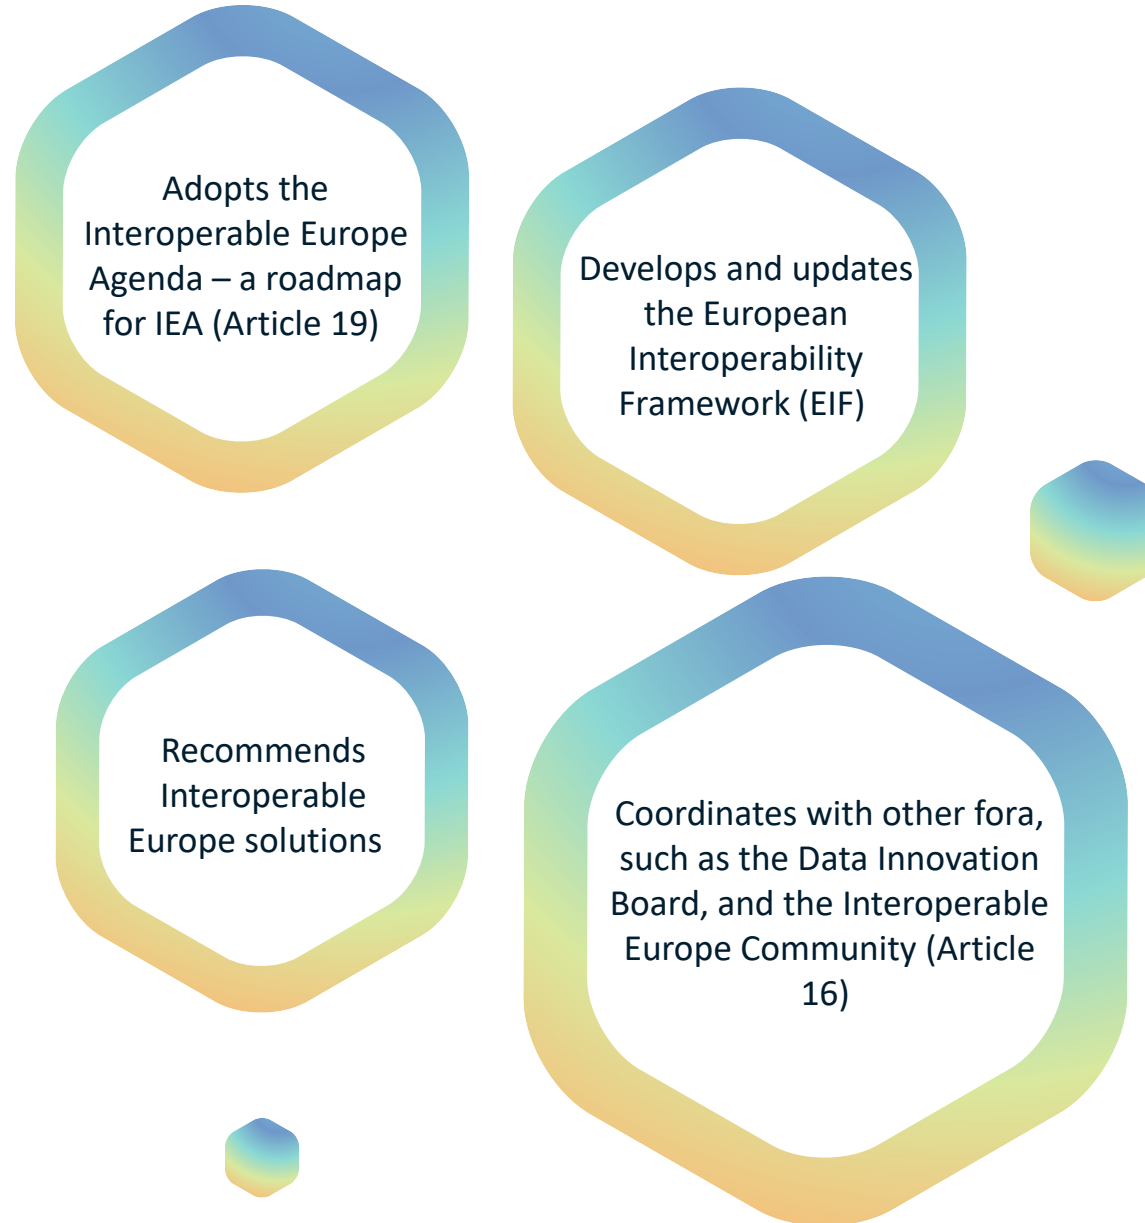 Adopts the
Interoperable Europe
Agenda – a roadmap
for IEA (Article 19)
Develops and updates
the European
Interoperability
Framework (EIF)
Recommends
Interoperable
Europe solutions
Coordinates with other fora,
such as the Data Innovation
Board, and the Interoperable
Europe Community (Article
16)